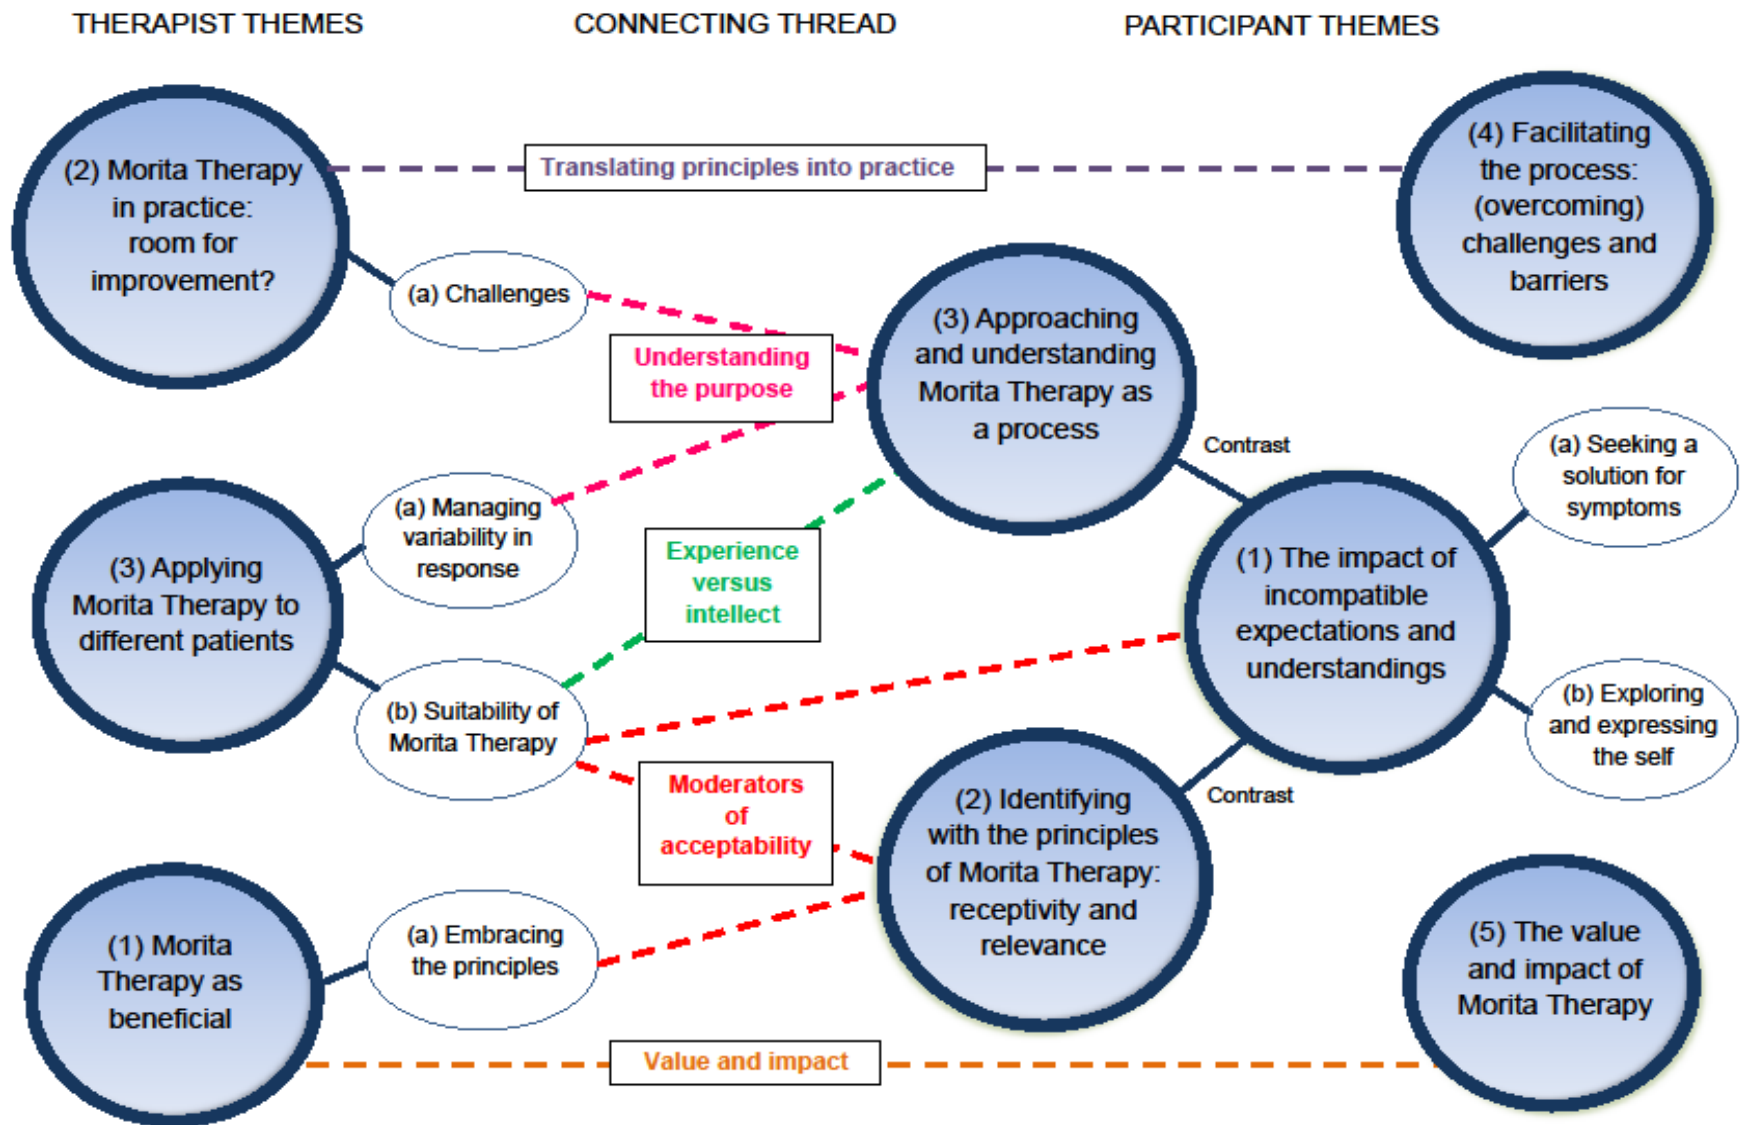 THERAPIST THEMES
CONNECTING THREAD
PARTICIPANT THEMES
(2) Morita Therapy
in practice:
room for
improvement?
Translating principles into practice
(4) Facilitating
the process:
(overcoming)
challenges and
barriers
(a) Challenges
Understanding
the purpose
(3) Approaching
and understanding
Morita Therapy as
a process
Contrast
(a) Seeking a
solution for
symptoms
(3) Applying
Morita Therapy to
different patients
(a) Managing
variability in
response
Experience
versus
intellect
(1) The impact of
incompatible
expectations and
understandings
(b) Suitability of
Morita Therapy
(b) Exploring
and expressing
the self
Moderators
of
acceptability
Contrast
(2) Identifying
with the principles
of Morita Therapy:
receptivity and
relevance
(1) Morita
Therapy as
beneficial
(a) Embracing
the principles
(5) The value
and impact of
Morita Therapy
Value and impact